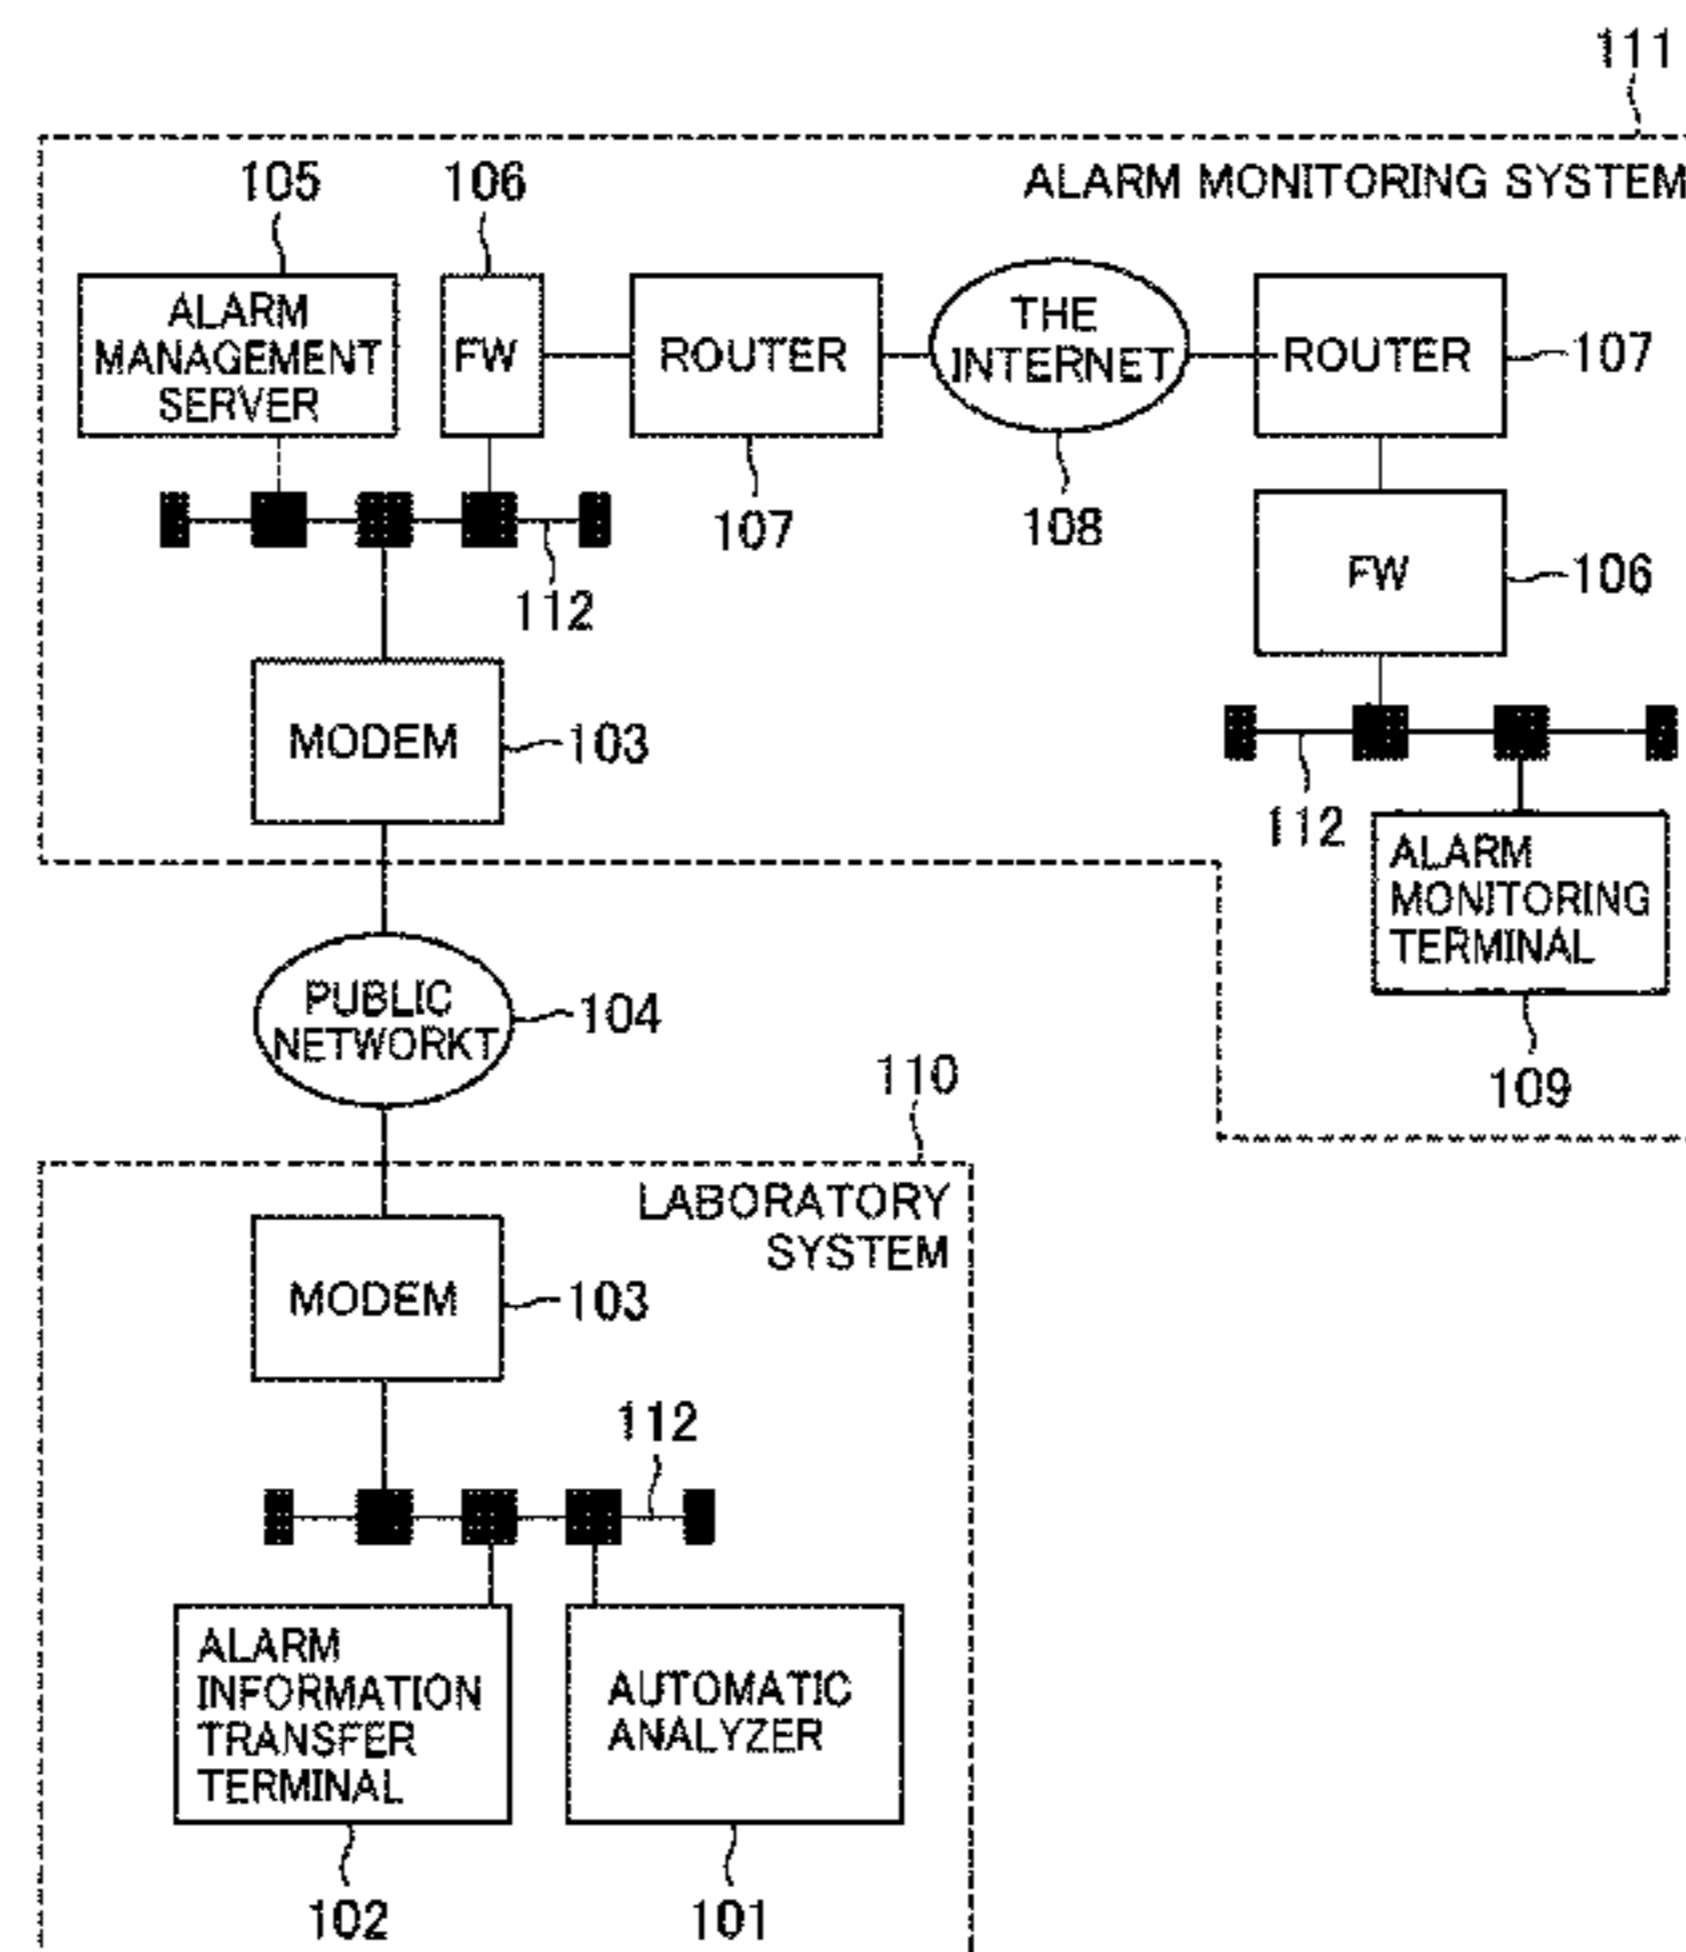 111
ALARM MONITORING SYSTEM
105
106
ALARM
MANAGEMENT
SERVER
FW
ROUTER
THE
INTERNET
ROUTER
107
107
108
112
FW
106
MODEM
103
112
ALARM
MONITORING
TERMINAL
109
PUBLIC
NETWORKT
104
110
LABORATORY
SYSTEM
MODEM
103
112
ALARM
INFORMATION
TRANSFER
TERMINAL
AUTOMATIC
ANALYZER
102
101